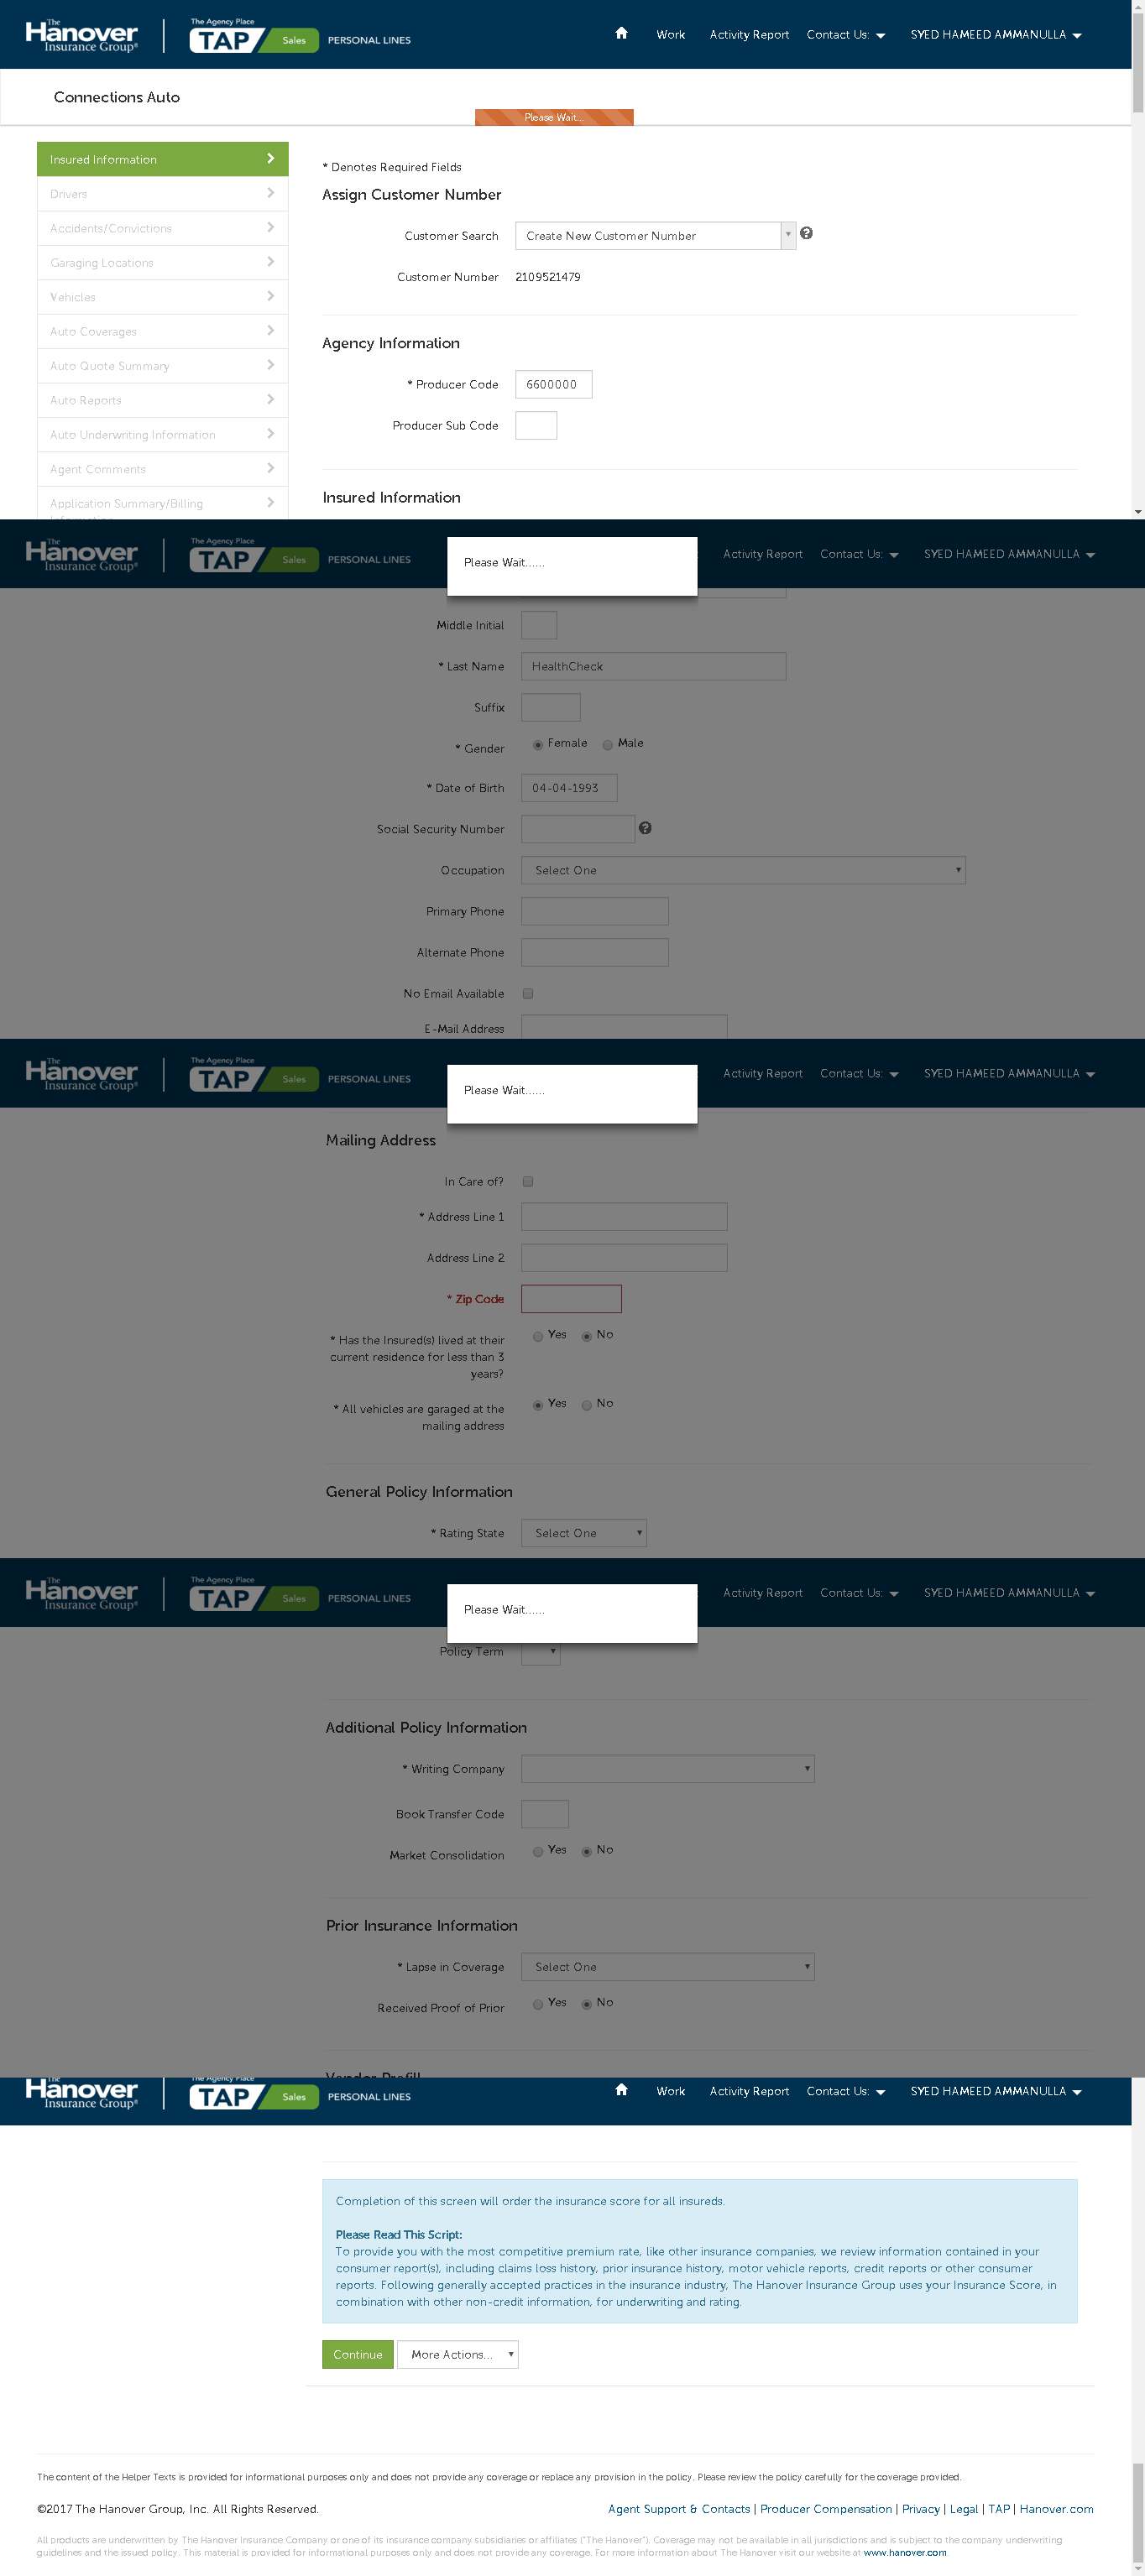 The Hanover Insurance Group®
The Agency Place
TAP Sales PERSONAL LINES
Work Activity Report Contact Us: SYED HAMEED AMMANULLA
Connections Auto
Please Wait...
Insured Information
Drivers
Accidents/Convictions
Garaging Locations
Vehicles
Auto Coverages
Auto Quote Summary
Auto Reports
Auto Underwriting Information
Agent Comments
Application Summary/Billing
* Denotes Required Fields
Assign Customer Number
Customer Search Create New Customer Number
Customer Number 2109521479
Agency Information
* Producer Code 6600000
Producer Sub Code
Insured Information
The Hanover Insurance Group®
The Agency Place
TAP Sales PERSONAL LINES
Please Wait......
Activity Report Contact Us: SYED HAMEED AMMANULLA
Middle Initial
* Last Name HealthCheck
Suffix
* Gender Female Male
* Date of Birth 04-04-1993
Social Security Number
Occupation Select One
Primary Phone
Alternate Phone
No Email Available
E-Mail Address
The Hanover Insurance Group®
The Agency Place
TAP Sales PERSONAL LINES
Please Wait......
Activity Report Contact Us: SYED HAMEED AMMANULLA
Mailing Address
In Care of?
* Address Line 1
Address Line 2
* Zip Code
* Has the Insured(s) lived at their
current residence for less than 3
years?
Yes No
* All vehicles are garaged at the
mailing address
Yes No
General Policy Information
* Rating State Select One
The Hanover Insurance Group®
The Agency Place
TAP Sales PERSONAL LINES
Please Wait......
Activity Report Contact Us: SYED HAMEED AMMANULLA
Policy Term
Additional Policy Information
* Writing Company
Book Transfer Code
Market Consolidation Yes No
Prior Insurance Information
* Lapse in Coverage Select One
Received Proof of Prior Yes No
Vendor Prefill
The Hanover Insurance Group®
The Agency Place
TAP Sales PERSONAL LINES
Work Activity Report Contact Us: SYED HAMEED AMMANULLA
Completion of this screen will order the insurance score for all insureds.
Please Read This Script:
To provide you with the most competitive premium rate, like other insurance companies, we review information contained in your
consumer report(s), including claims loss history, prior insurance history, motor vehicle reports, credit reports or other consumer
reports. Following generally accepted practices in the insurance industry, The Hanover Insurance Group uses your Insurance Score, in
combination with other non-credit information, for underwriting and rating.
Continue More Actions...
The content of the Helper Texts is provided for informational purposes only and does not provide any coverage or replace any provision in the policy. Please review the policy carefully for the coverage provided.
©2017 The Hanover Group, Inc. All Rights Reserved.
Agent Support & Contacts | Producer Compensation | Privacy | Legal | TAP | Hanover.com
All products are underwritten by The Hanover Insurance Company or one of its insurance company subsidiaries or affiliates ("The Hanover"). Coverage may not be available in all jurisdictions and is subject to the company underwriting
guidelines and the issued policy. This material is provided for informational purposes only and does not provide any coverage. For more information about The Hanover visit our website at www.hanover.com.